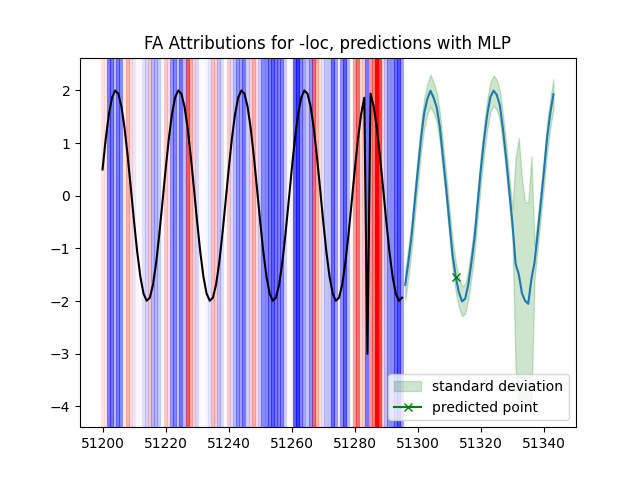 FA Attributions for -loc, predictions with MLP
2
1
0
−1
−2
−3
−4
standard deviation
predicted point
51200 51220 51240 51260 51280 51300 51320 51340